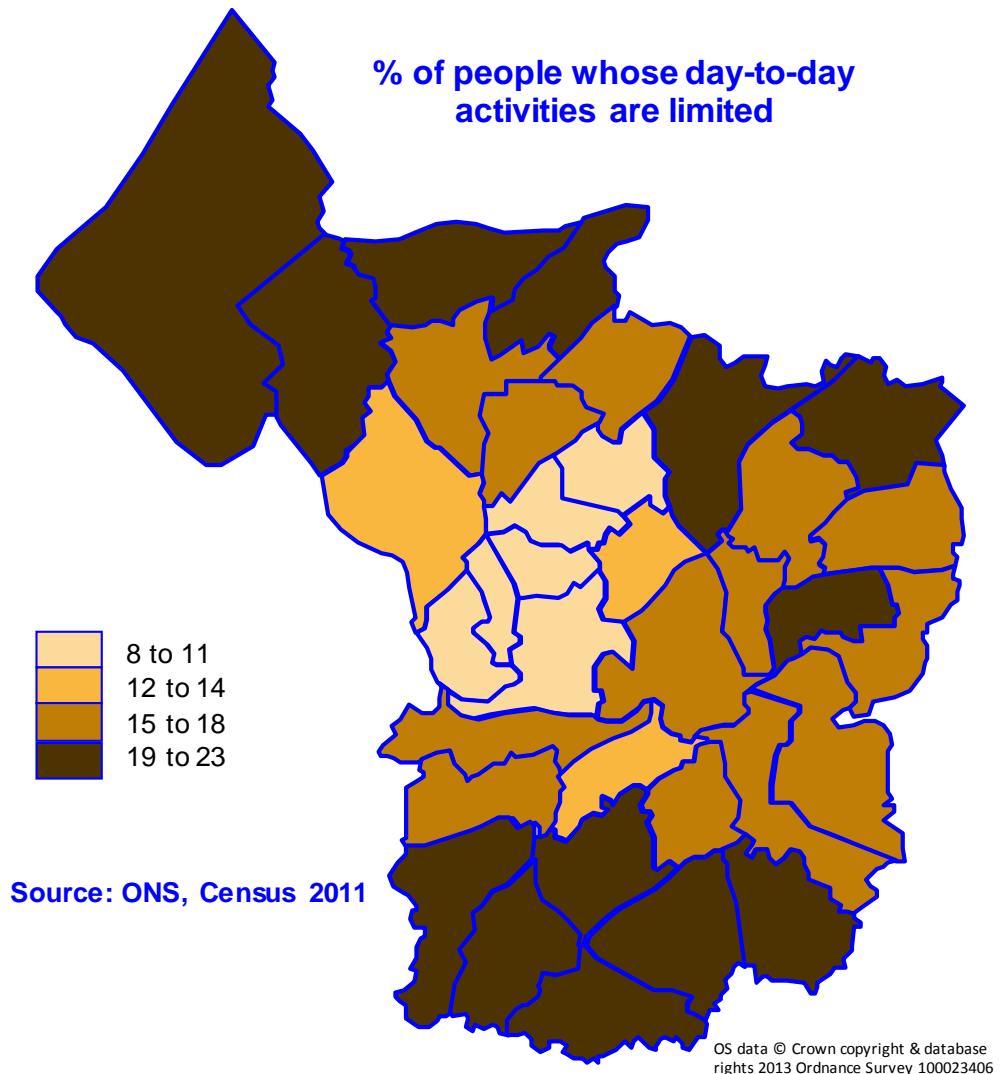 % of people whose day-to-day
activities are limited
8 to 11
12 to 14
15 to 18
19 to 23
Source: ONS, Census 2011
OS data © Crown copyright & database
rights 2013 Ordnance Survey 100023406